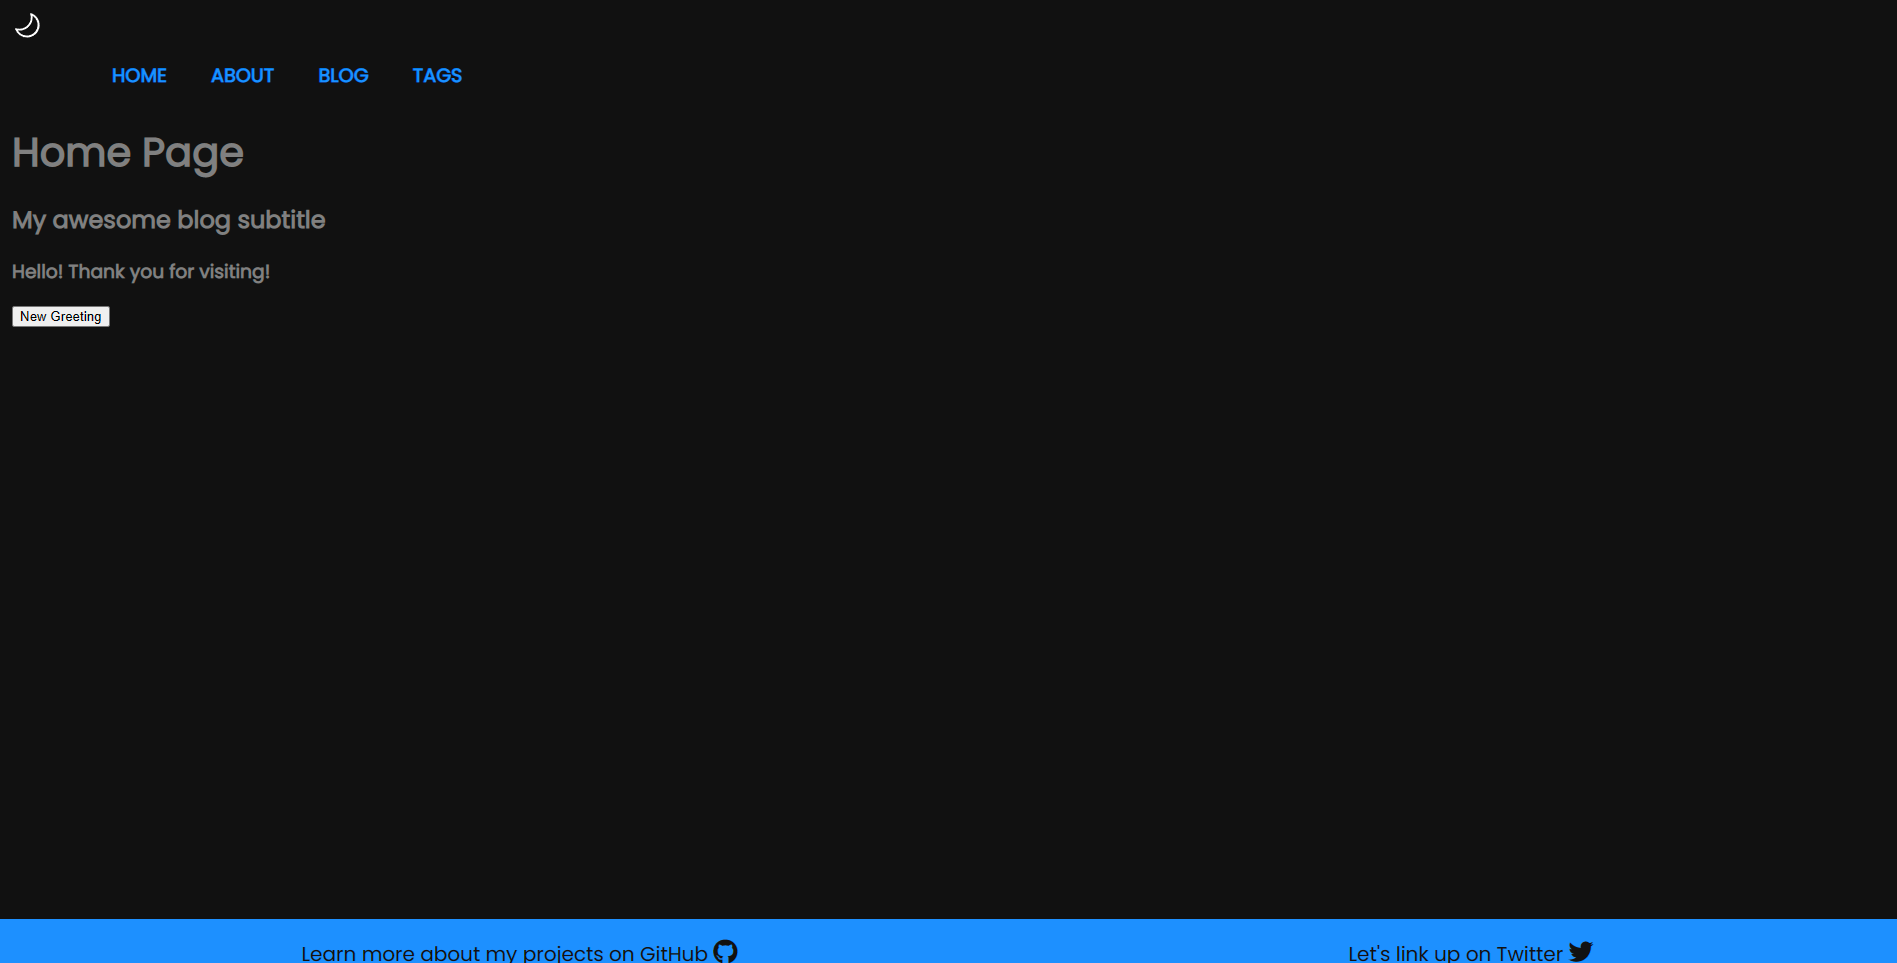 HOME ABOUT BLOG TAGS
Home Page
My awesome blog subtitle
Hello! Thank you for visiting!
New Greeting
Learn more about my projects on GitHub Let's link up on Twitter